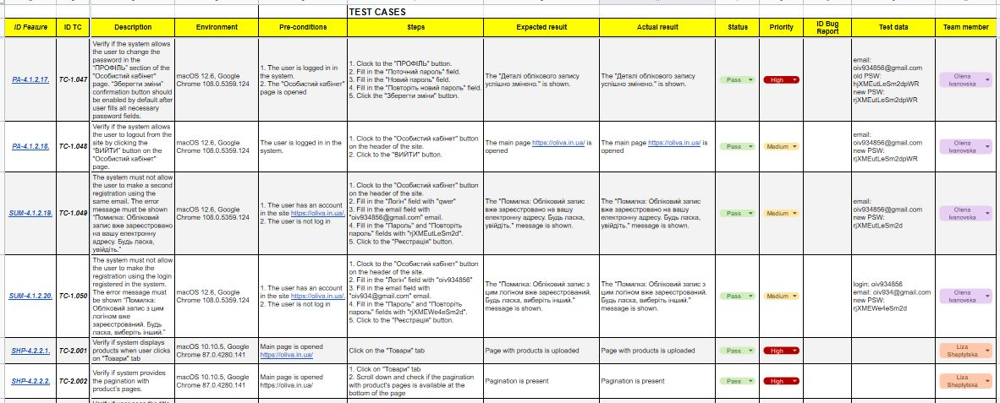 TEST CASES
ID Feature
ID TC
Description
Environment
Pre-conditions
Steps
Expected result
Actual result
Status
Priority
ID Bug
Report
Test data
Team member
PA-4.1.2.17.
TC-1.047
Verify if the system allows
the user to change the
password in the
"ПРОФІЛЬ" section of the
"Особистий кабінет"
page. "Зберегти зміни"
confirmation button should
be enabled by default after
user fills all necessary
password fields.
macOS 12.6, Google
Chrome 108.0.5359.124
1. The user is logged in in
the system.
2. The "Особистий кабінет"
page is opened
1. Clock to the "ПРОФІЛЬ" button.
2. Fill in the "Поточний пароль" field.
3. Fill in the "Новий пароль" field.
4. Fill in the "Повторіть новий пароль" field.
5. Click the "Зберегти зміни" button.
The "Деталі облікового запису
успішно змінено." is shown.
The "Деталі облікового запису
успішно змінено." is shown.
Pass
High
email:
oiv934856@gmail.com
old PSW:
hjXMEutLeSm2dpWR
new PSW:
rjXMEutLeSm2dpWR
Olena
Ivanovska
PA-4.1.2.18.
TC-1.048
Verify if the system allows
the user to logout from the
site by clicking the
"ВИЙТИ" button on the
"Особистий кабінет"
page.
macOS 12.6, Google
Chrome 108.0.5359.124
The user is logged in in the
system.
1. Clock to the "Особистий кабінет" button
on the header of the site.
2. Click to the "ВИЙТИ" button.
The main page https://oliva.in.ua/ is
opened
The main page https://oliva.in.ua/ is
opened
Pass
Medium
email:
oiv934856@gmail.com
new PSW:
rjXMEutLeSm2dpWR
Olena
Ivanovska
SUM-4.1.2.19.
TC-1.049
The system must not allow
the user to make a second
registration using the
same email. The error
message must be shown
"Помилка: Обліковий
запис вже зареєстровано
на вашу електронну
адресу. Будь ласка,
увійдіть."
macOS 12.6, Google
Chrome 108.0.5359.124
1. The user has an account
in the site https://oliva.in.ua/.
2. The user is not log in
1. Clock to the "Особистий кабінет" button
on the header of the site.
2. Fill in the "Логін" field with "qwer"
3. Fill in the email field with
"oiv934856@gmail.com" email.
4. Fill in the "Пароль" and "Повторіть
пароль" fields with "rjXMEutLeSm2d".
5. Click to the "Реєстрація" button.
The "Помилка: Обліковий запис
вже зареєстровано на вашу
електронну адресу. Будь ласка,
увійдіть." message is shown.
The "Помилка: Обліковий запис
вже зареєстровано на вашу
електронну адресу. Будь ласка,
увійдіть." message is shown.
Pass
Medium
email:
oiv934856@gmail.com
new PSW:
rjXMEutLeSm2d
Olena
Ivanovska
SUM-4.1.2.20.
TC-1.050
The system must not allow
the user to make the
registration using the login
registered in the system.
The error message must
be shown "Помилка:
Обліковий запис з цим
логіном вже
зареєстрований. Будь
ласка, виберіть інший."
macOS 12.6, Google
Chrome 108.0.5359.124
1. The user has an account
in the site https://oliva.in.ua/.
2. The user is not log in
1. Clock to the "Особистий кабінет" button
on the header of the site.
2. Fill in the "Логін" field with "oiv934856"
3. Fill in the email field with
"oiv934@gmail.com" email.
4. Fill in the "Пароль" and "Повторіть
пароль" fields with "rjXMEWe4eSm2d".
5. Click to the "Реєстрація" button.
The "Помилка: Обліковий запис з
цим логіном вже зареєстрований.
Будь ласка, виберіть інший."
message is shown.
The "Помилка: Обліковий запис з
цим логіном вже зареєстрований.
Будь ласка, виберіть інший."
message is shown.
Pass
Medium
login: oiv934856
email: oiv934@gmail.com
new PSW:
rjXMEWe4eSm2d
Olena
Ivanovska
SHP-4.2.2.1.
TC-2.001
Verify if system displays
products when user clicks
on "Товари" tab
macOS 10.10.5, Google
Chrome 87.0.4280.141
Main page is opened
https://oliva.in.ua/
Click on the "Товари" tab
Page with products is uploaded
Page with products is uploaded
Pass
High
Liza
Sheptytska
SHP-4.2.2.2.
TC-2.002
Verify if system provides
the pagination with
product's pages.
macOS 10.10.5, Google
Chrome 87.0.4280.141
Main page is opened
https://oliva.in.ua/
1. Click on "Товари" tab
2. Scroll down and check if the pagination
with product's pages is available at the
bottom of the page
Pagination is present
Pagination is present
Pass
High
Liza
Sheptytska